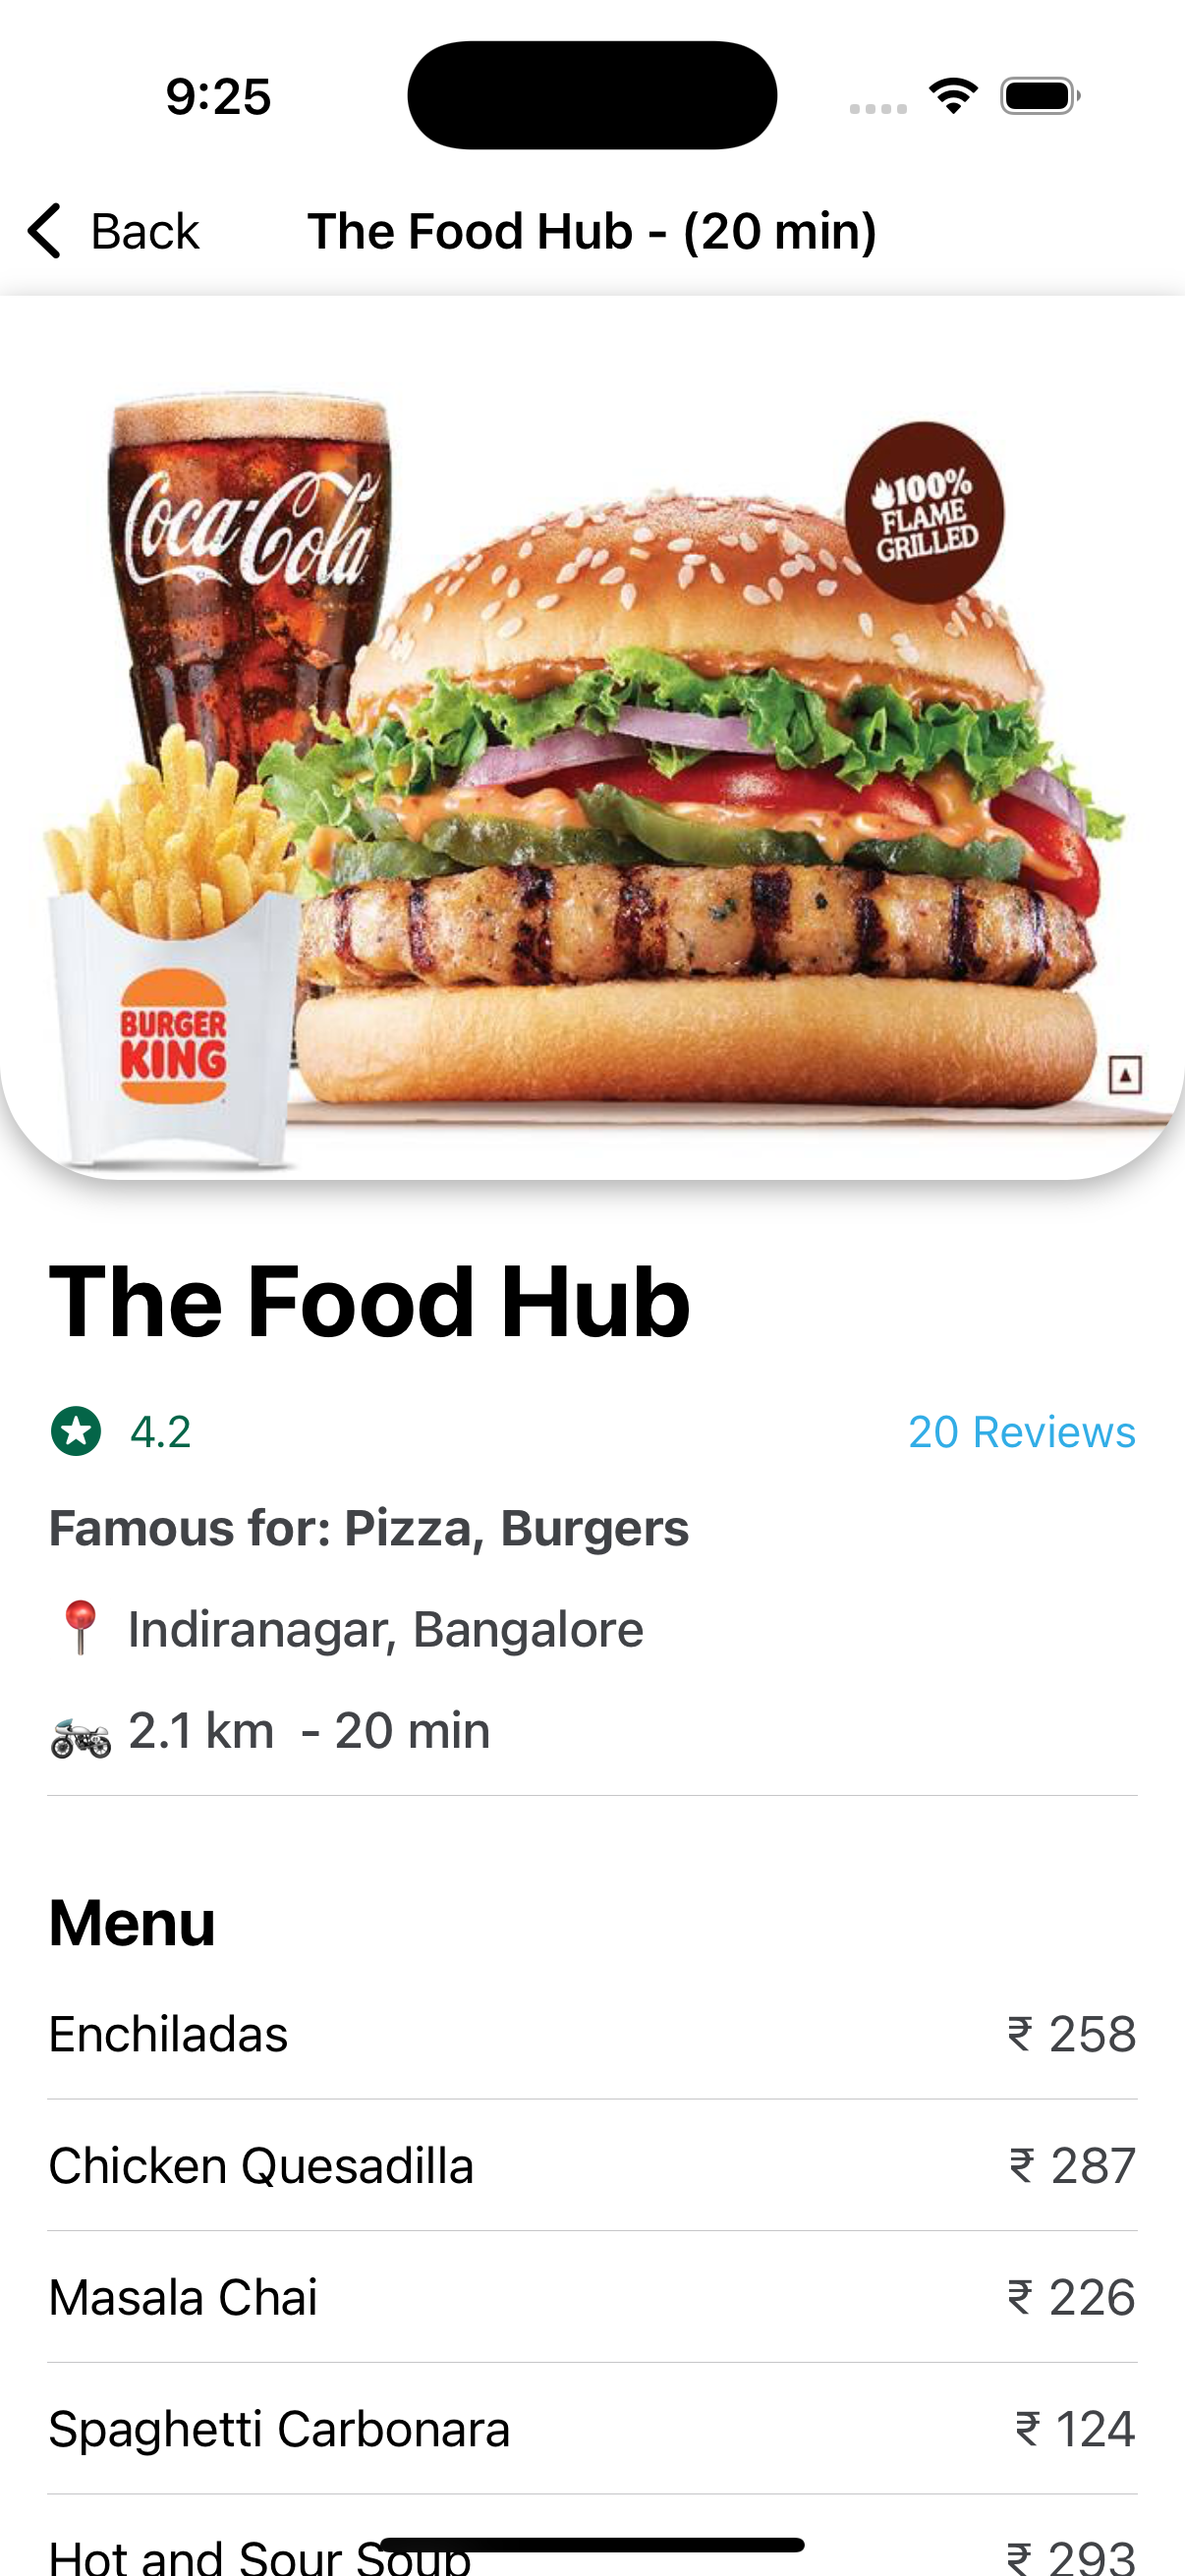 9:25
Back
The Food Hub - (20 min)
Coca-Cola
100%
FLAME
GRILLED
BURGER
KING
The Food Hub
4.2
20 Reviews
Famous for: Pizza, Burgers
Indiranagar, Bangalore
2.1 km - 20 min
Menu
Enchiladas ₹ 258
Chicken Quesadilla ₹ 287
Masala Chai ₹ 226
Spaghetti Carbonara ₹ 124
Hot and Sour Soup ₹ 293